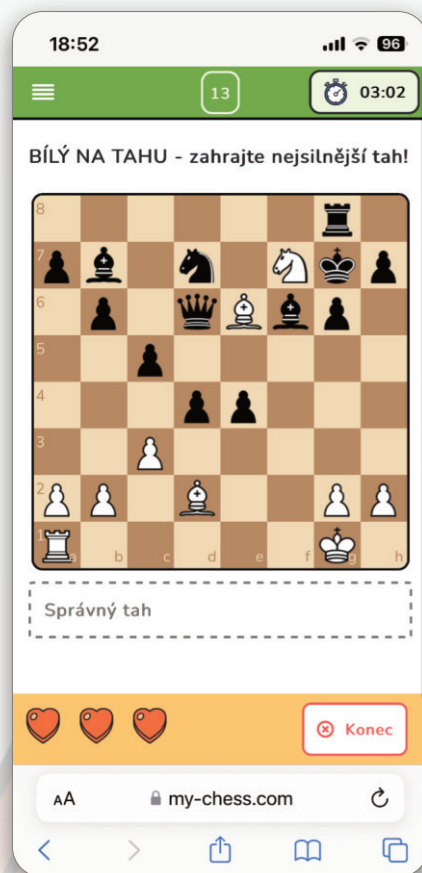 18:52
96
13
03:02
BÍLÝ NA TAHU - zahrajte nejsilnější tah!
8
7
6
5
4
3
2
1
a b c d e f g h
Správný tah
Konec
AA my-chess.com